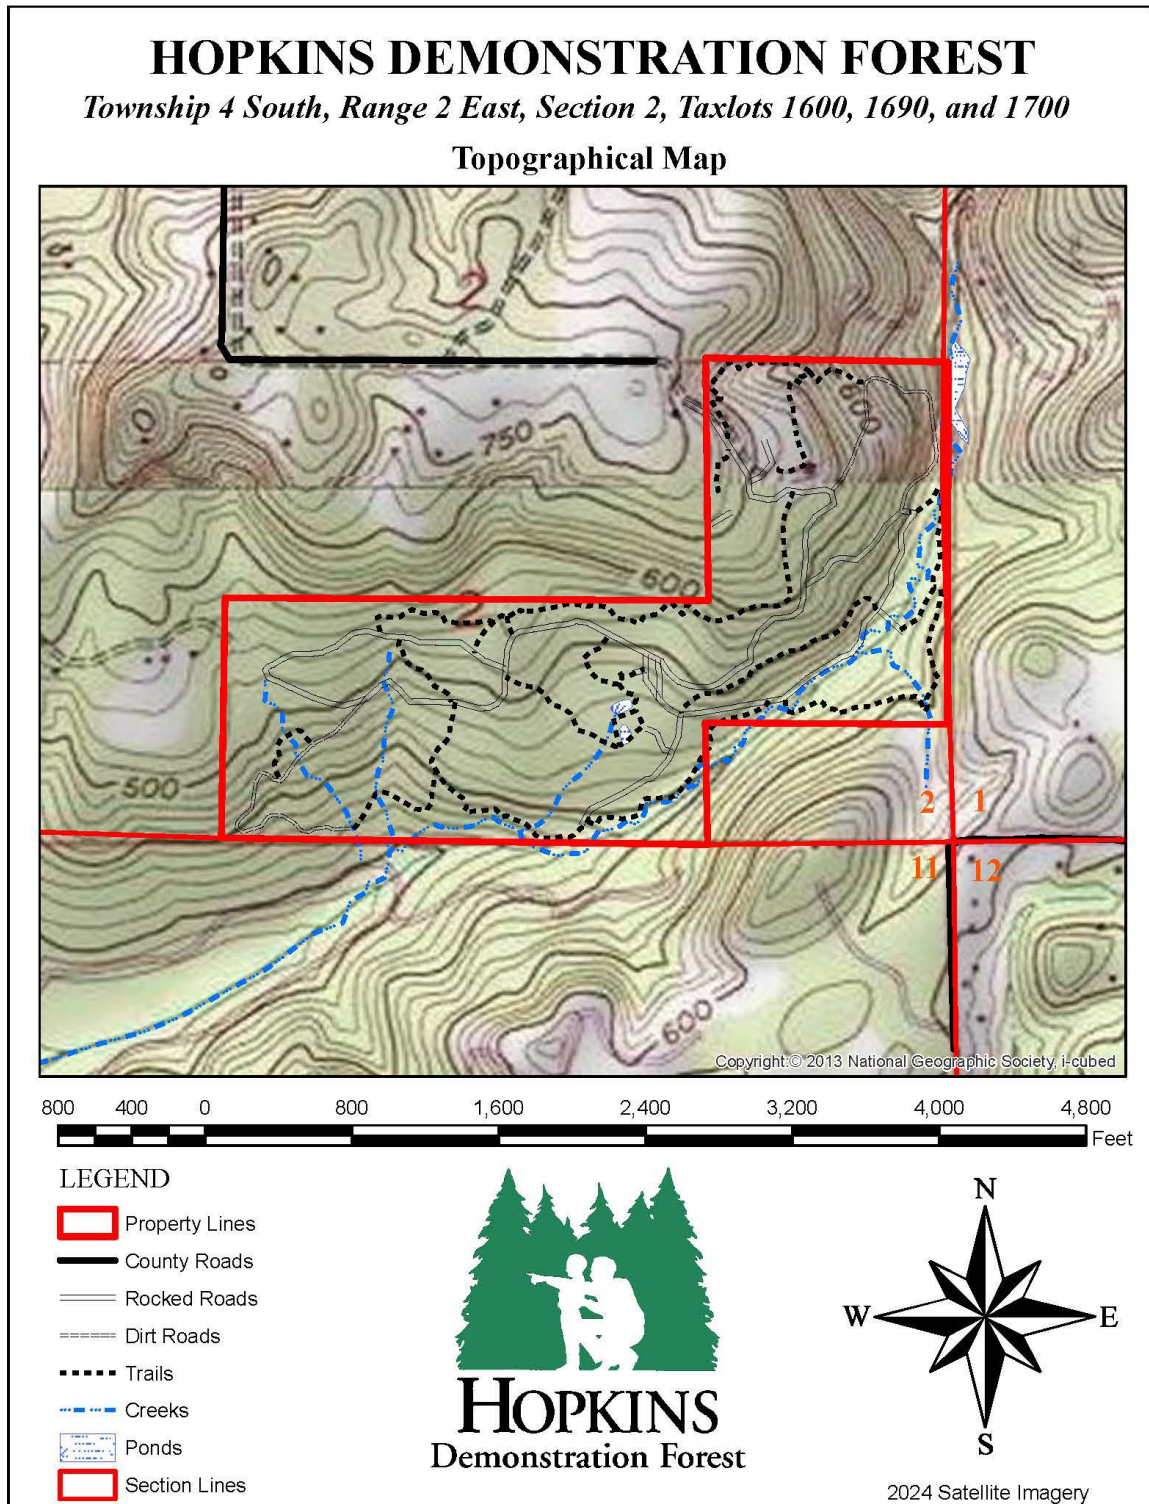 HOPKINS DEMONSTRATION FOREST
Township 4 South, Range 2 East, Section 2, Taxlots 1600, 1690, and 1700
Topographical Map
2
750
600
600
2
500
2 1
11 12
600
Copyright:© 2013 National Geographic Society, i-cubed
800 400 0 800 1,600 2,400 3,200 4,000 4,800
Feet
LEGEND
Property Lines
County Roads
Rocked Roads
Dirt Roads
Trails
Creeks
Ponds
Section Lines
HOPKINS
Demonstration Forest
N
W E
S
2024 Satellite Imagery